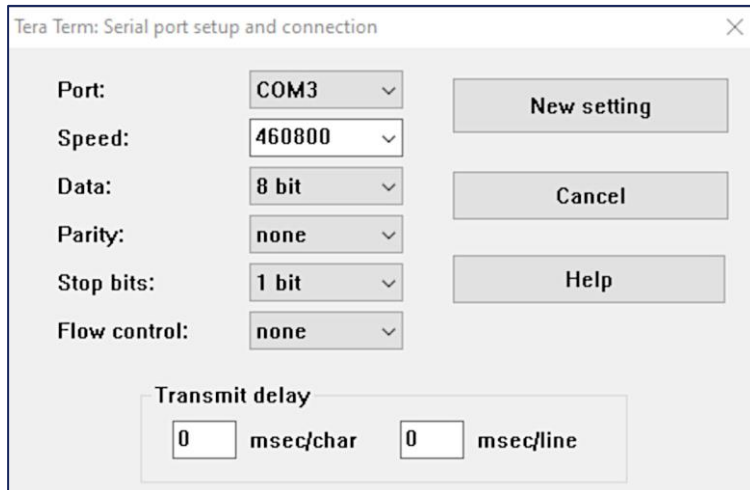 Tera Term: Serial port setup and connection
Port: COM3
New setting
Speed: 460800
Data: 8 bit
Cancel
Parity: none
Stop bits: 1 bit
Help
Flow control: none
Transmit delay
0 msec/char 0 msec/line